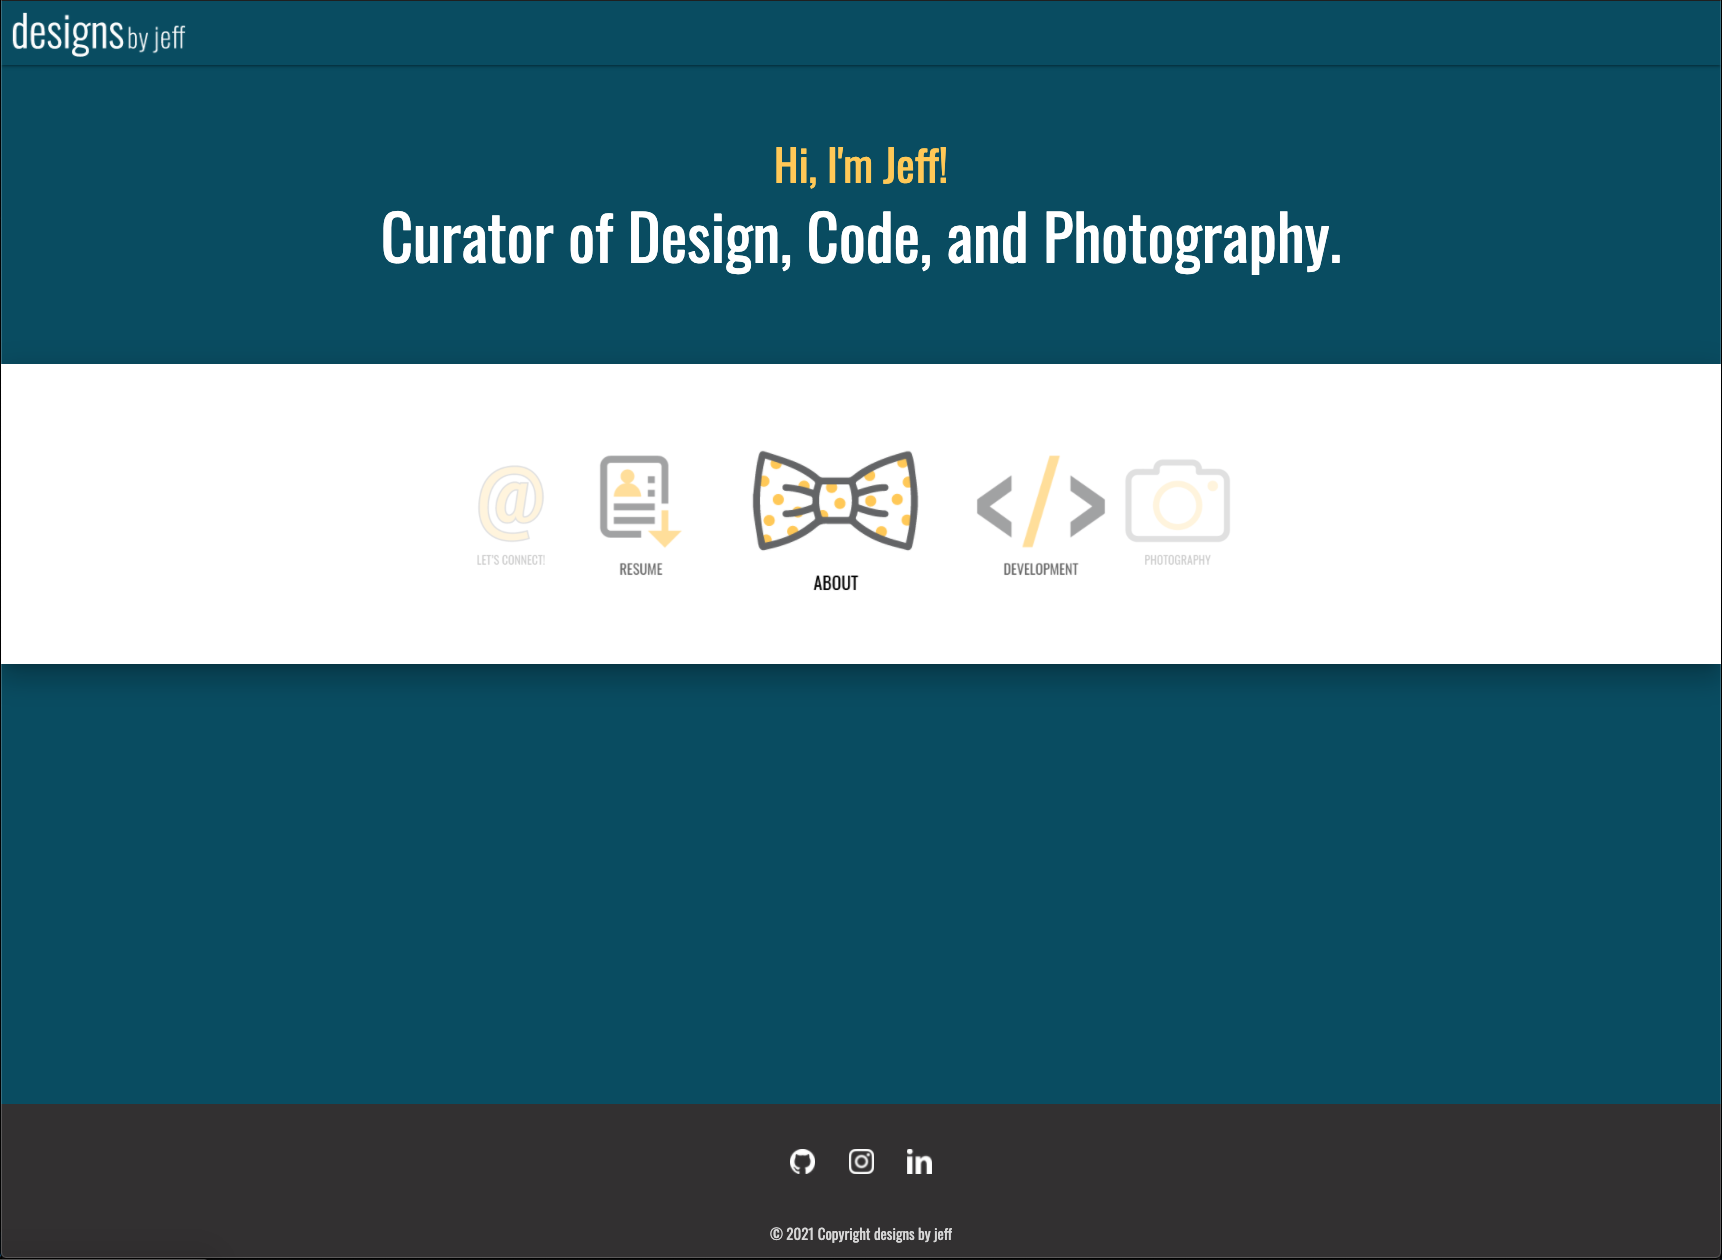 designs by jeff
Hi, I'm Jeff!
Curator of Design, Code, and Photography.
@
LET'S CONNECT!
RESUME
ABOUT
</>
DEVELOPMENT
PHOTOGRAPHY
in
© 2021 Copyright designs by jeff